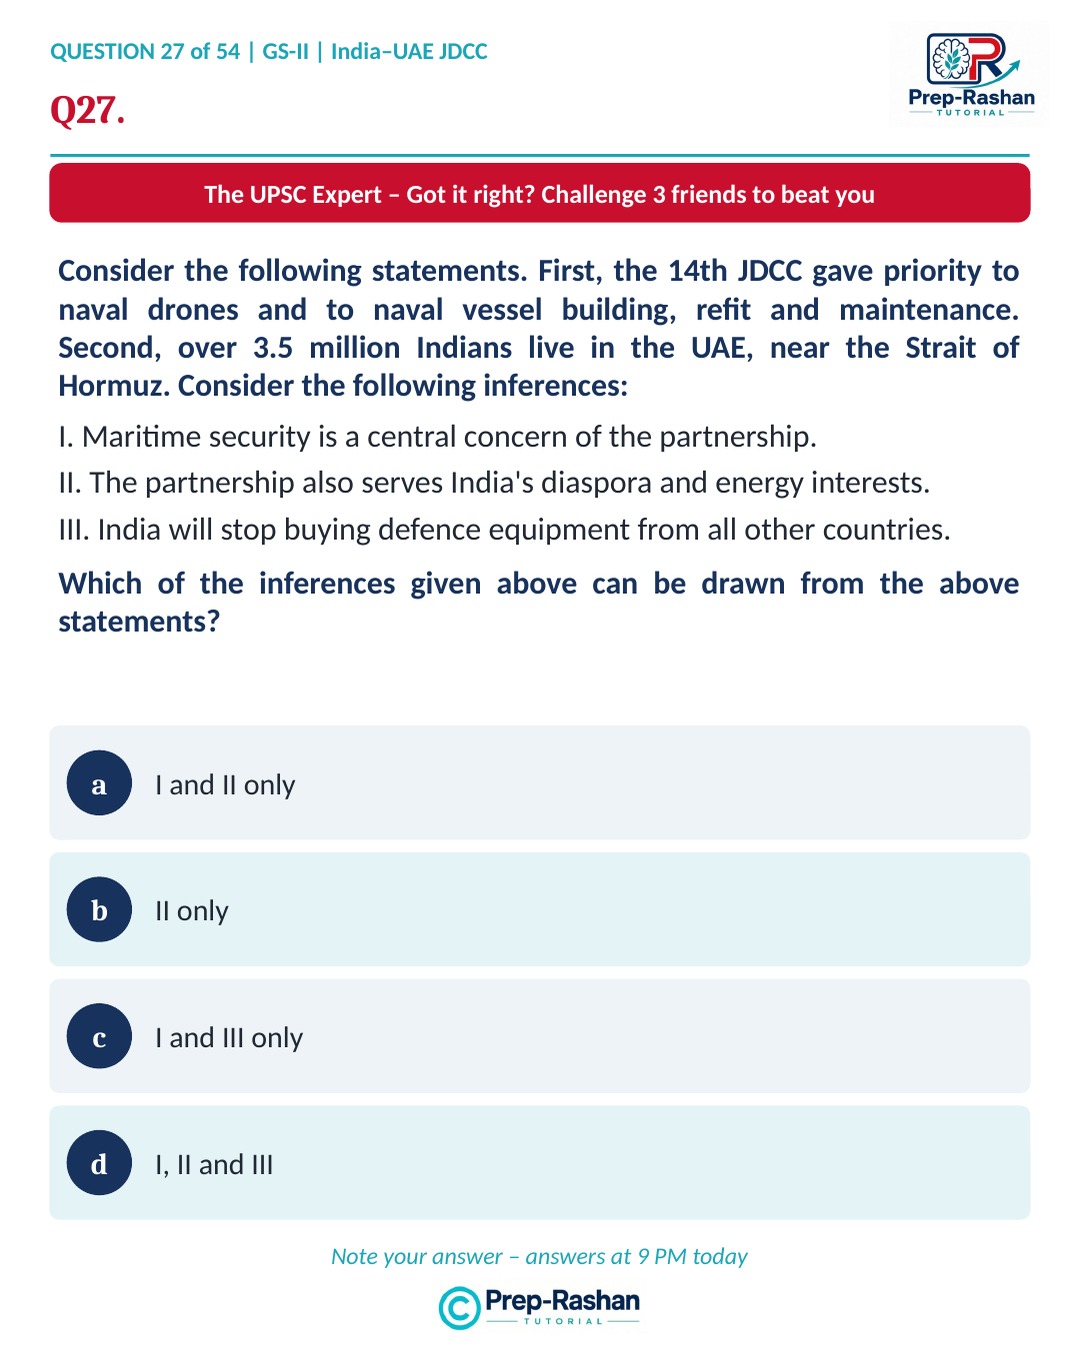 QUESTION 27 of 54 | GS-II | India–UAE JDCC
Q27.
Prep-Rashan
TUTORIAL
The UPSC Expert – Got it right? Challenge 3 friends to beat you
Consider the following statements. First, the 14th JDCC gave priority to
naval drones and to naval vessel building, refit and maintenance.
Second, over 3.5 million Indians live in the UAE, near the Strait of
Hormuz. Consider the following inferences:
I. Maritime security is a central concern of the partnership.
II. The partnership also serves India's diaspora and energy interests.
III. India will stop buying defence equipment from all other countries.
Which of the inferences given above can be drawn from the above
statements?
a I and II only
b II only
c I and III only
d I, II and III
Note your answer – answers at 9 PM today
© Prep-Rashan
TUTORIAL